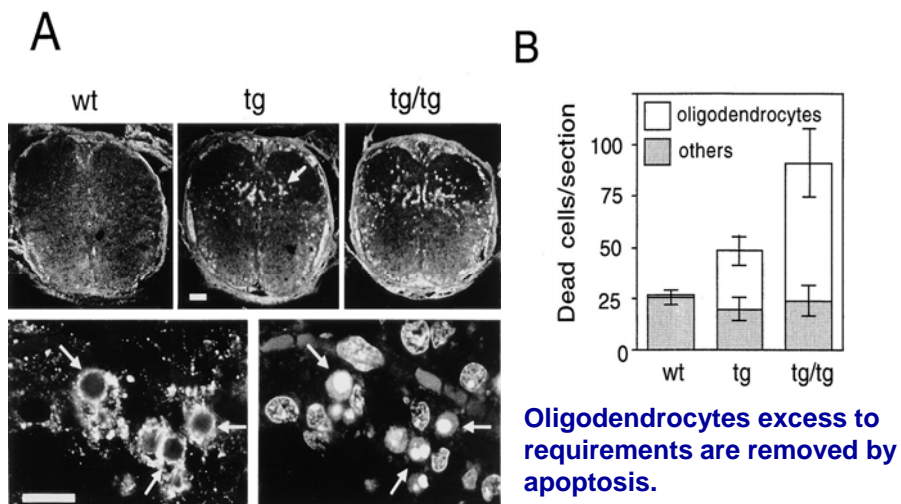 A
wt tg tg/tg
B
Dead cells/section
100
75
50
25
0
oligodendrocytes
others
wt tg tg/tg
Oligodendrocytes excess to
requirements are removed by
apoptosis.